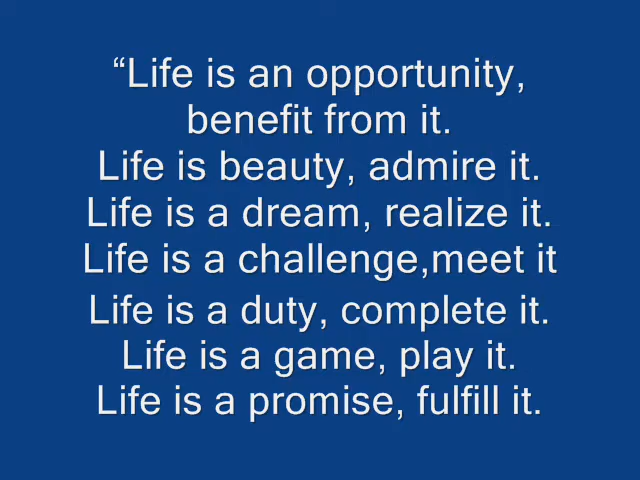 “Life is an opportunity,
benefit from it.
Life is beauty, admire it.
Life is a dream, realize it.
Life is a challenge,meet it
Life is a duty, complete it.
Life is a game, play it.
Life is a promise, fulfill it.